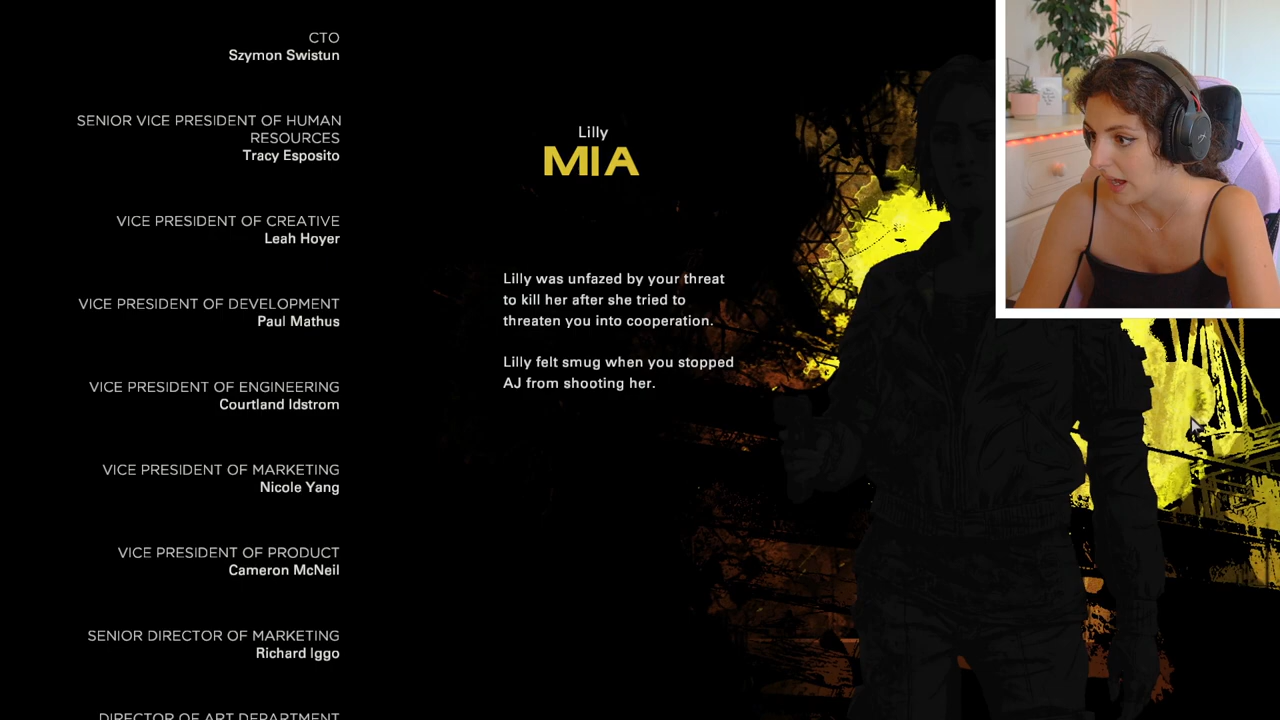 CTO
Szymon Swistun
SENIOR VICE PRESIDENT OF HUMAN
RESOURCES
Tracy Esposito
VICE PRESIDENT OF CREATIVE
Leah Hoyer
VICE PRESIDENT OF DEVELOPMENT
Paul Mathus
VICE PRESIDENT OF ENGINEERING
Courtland Idstrom
VICE PRESIDENT OF MARKETING
Nicole Yang
VICE PRESIDENT OF PRODUCT
Cameron McNeil
SENIOR DIRECTOR OF MARKETING
Richard Iggo
DIRECTOR OF ART DEPARTMENT
Lilly
MIA
Lilly was unfazed by your threat
to kill her after she tried to
threaten you into cooperation.
Lilly felt smug when you stopped
AJ from shooting her.